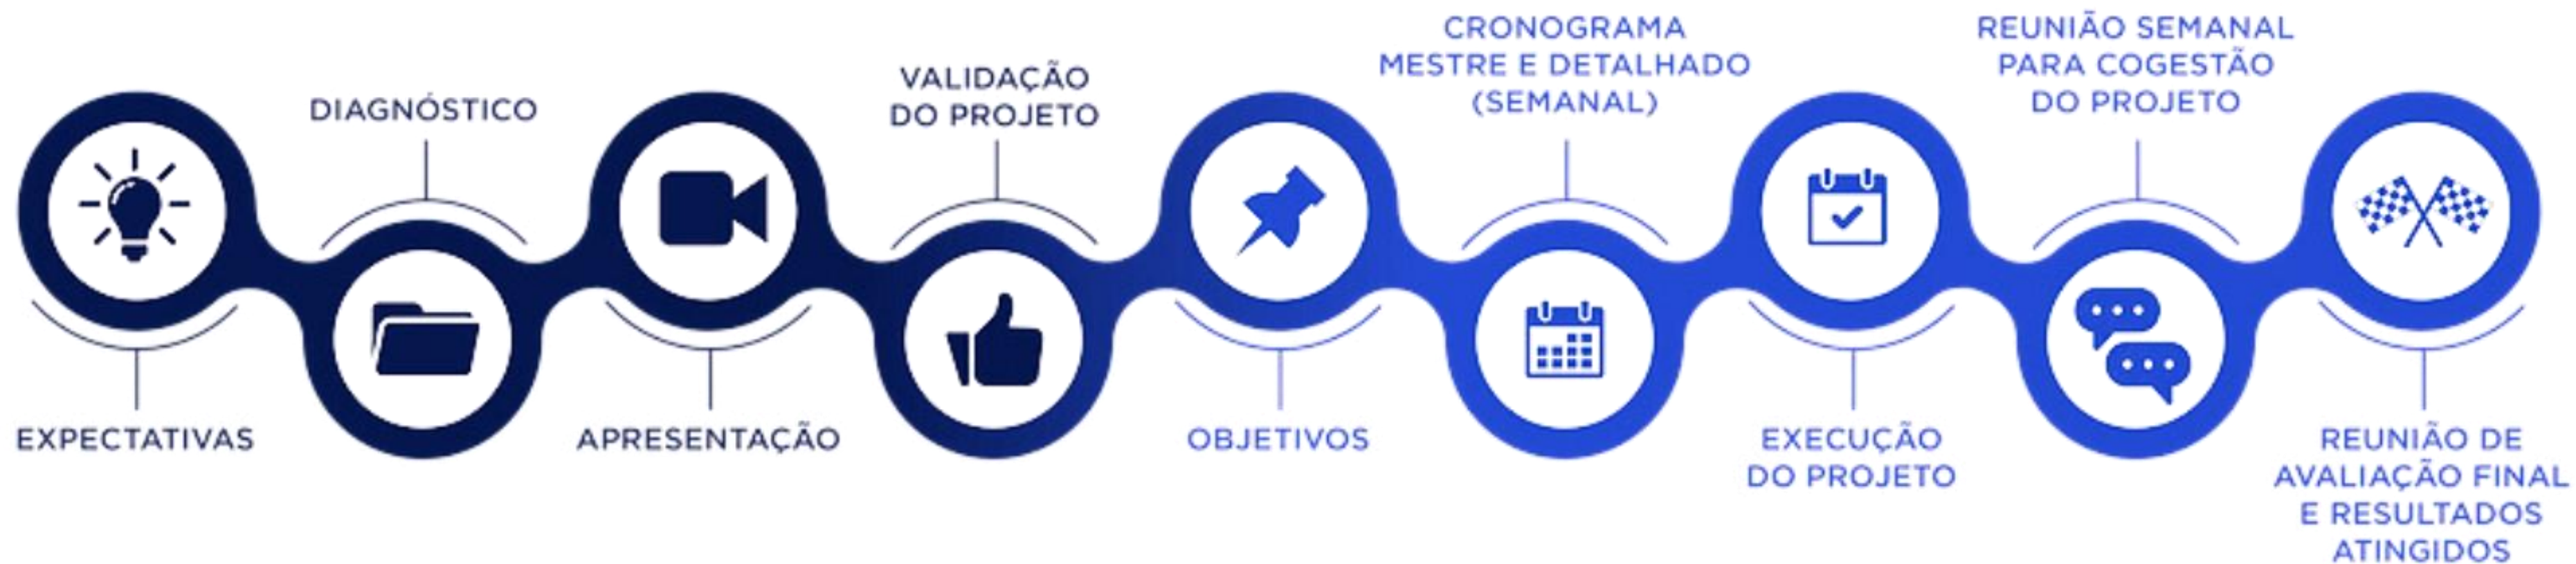 EXPECTATIVAS
DIAGNÓSTICO
APRESENTAÇÃO
VALIDAÇÃO
DO PROJETO
OBJETIVOS
CRONOGRAMA
MESTRE E DETALHADO
(SEMANAL)
EXECUÇÃO
DO PROJETO
REUNIÃO SEMANAL
PARA COGESTÃO
DO PROJETO
REUNIÃO DE
AVALIAÇÃO FINAL
E RESULTADOS
ATINGIDOS